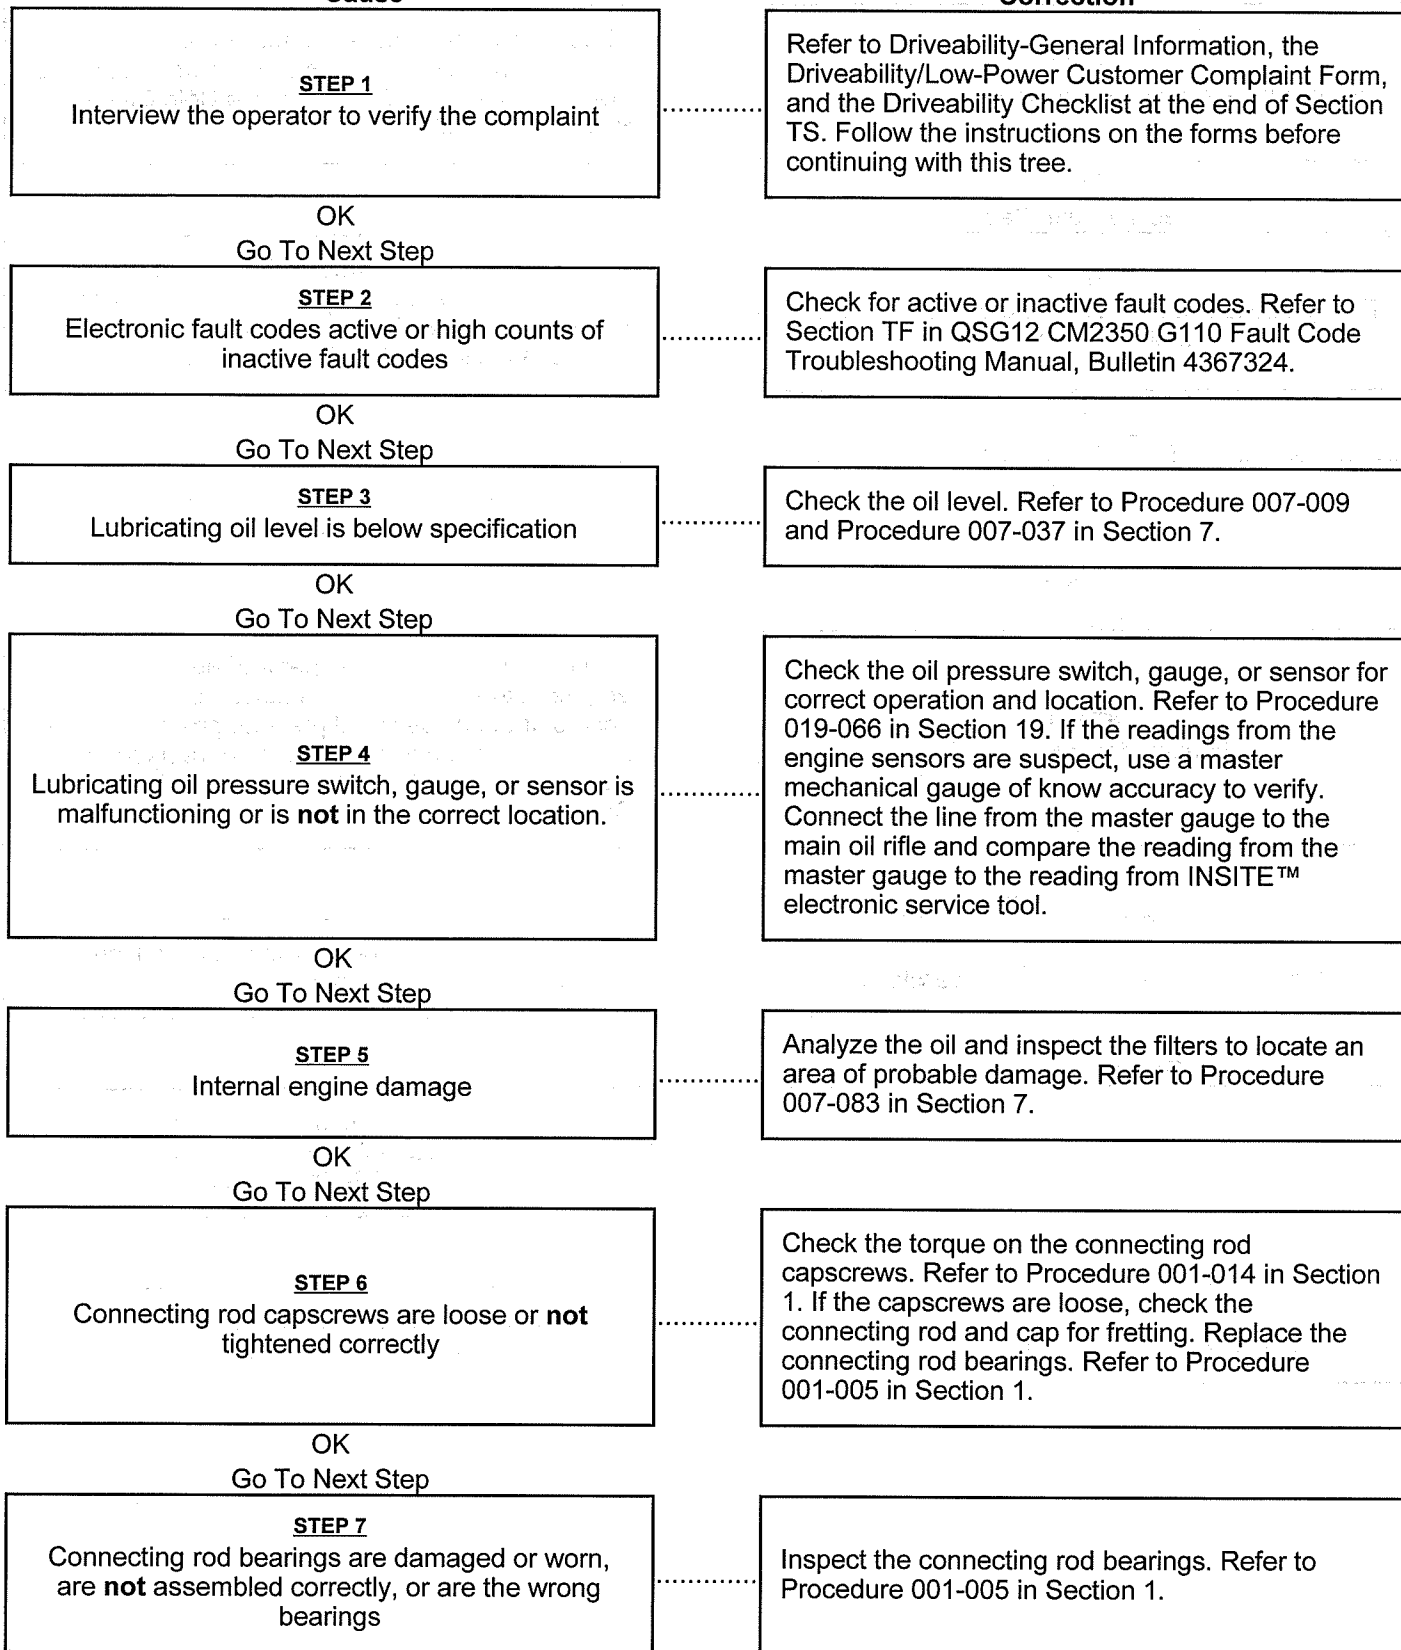 Cause
Correction
STEP 1
Interview the operator to verify the complaint
Refer to Driveability-General Information, the
Driveability/Low-Power Customer Complaint Form,
and the Driveability Checklist at the end of Section
TS. Follow the instructions on the forms before
continuing with this tree.
OK
Go To Next Step
STEP 2
Electronic fault codes active or high counts of
inactive fault codes
Check for active or inactive fault codes. Refer to
Section TF in QSG12 CM2350 G110 Fault Code
Troubleshooting Manual, Bulletin 4367324.
OK
Go To Next Step
STEP 3
Lubricating oil level is below specification
Check the oil level. Refer to Procedure 007-009
and Procedure 007-037 in Section 7.
OK
Go To Next Step
STEP 4
Lubricating oil pressure switch, gauge, or sensor is
malfunctioning or is not in the correct location.
Check the oil pressure switch, gauge, or sensor for
correct operation and location. Refer to Procedure
019-066 in Section 19. If the readings from the
engine sensors are suspect, use a master
mechanical gauge of know accuracy to verify.
Connect the line from the master gauge to the
main oil rifle and compare the reading from the
master gauge to the reading from INSITE™
electronic service tool.
OK
Go To Next Step
STEP 5
Internal engine damage
Analyze the oil and inspect the filters to locate an
area of probable damage. Refer to Procedure
007-083 in Section 7.
OK
Go To Next Step
STEP 6
Connecting rod capscrews are loose or not
tightened correctly
Check the torque on the connecting rod
capscrews. Refer to Procedure 001-014 in Section
1. If the capscrews are loose, check the
connecting rod and cap for fretting. Replace the
connecting rod bearings. Refer to Procedure
001-005 in Section 1.
OK
Go To Next Step
STEP 7
Connecting rod bearings are damaged or worn,
are not assembled correctly, or are the wrong
bearings
Inspect the connecting rod bearings. Refer to
Procedure 001-005 in Section 1.